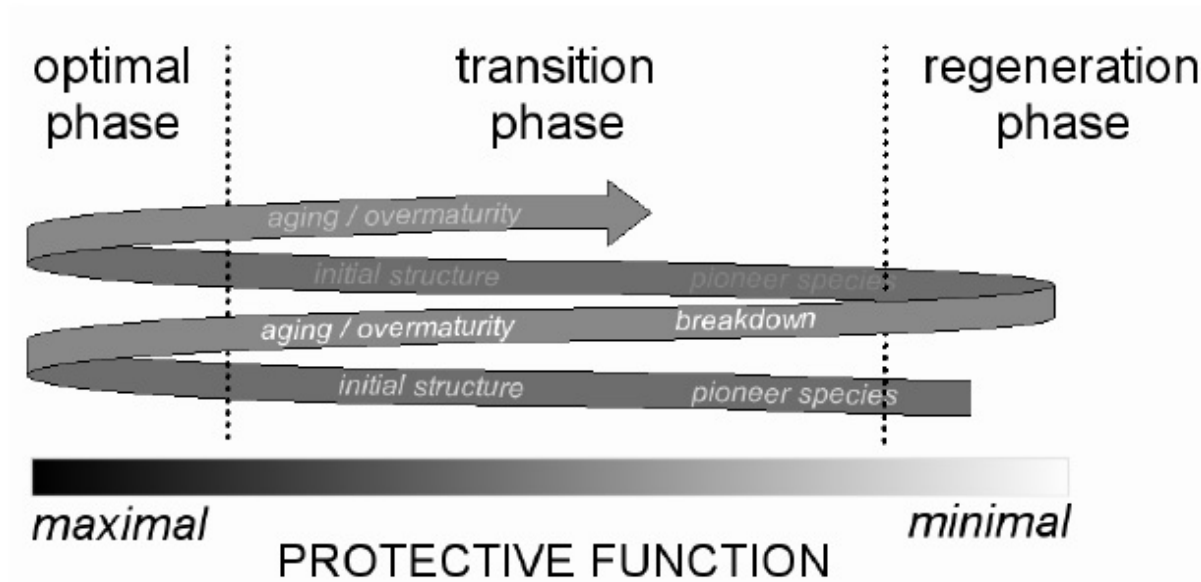 optimal
phase
transition
phase
regeneration
phase
aging / overmaturity
initial structure
pioneer species
aging / overmaturity
breakdown
initial structure
pioneer species
maximal
minimal
PROTECTIVE FUNCTION